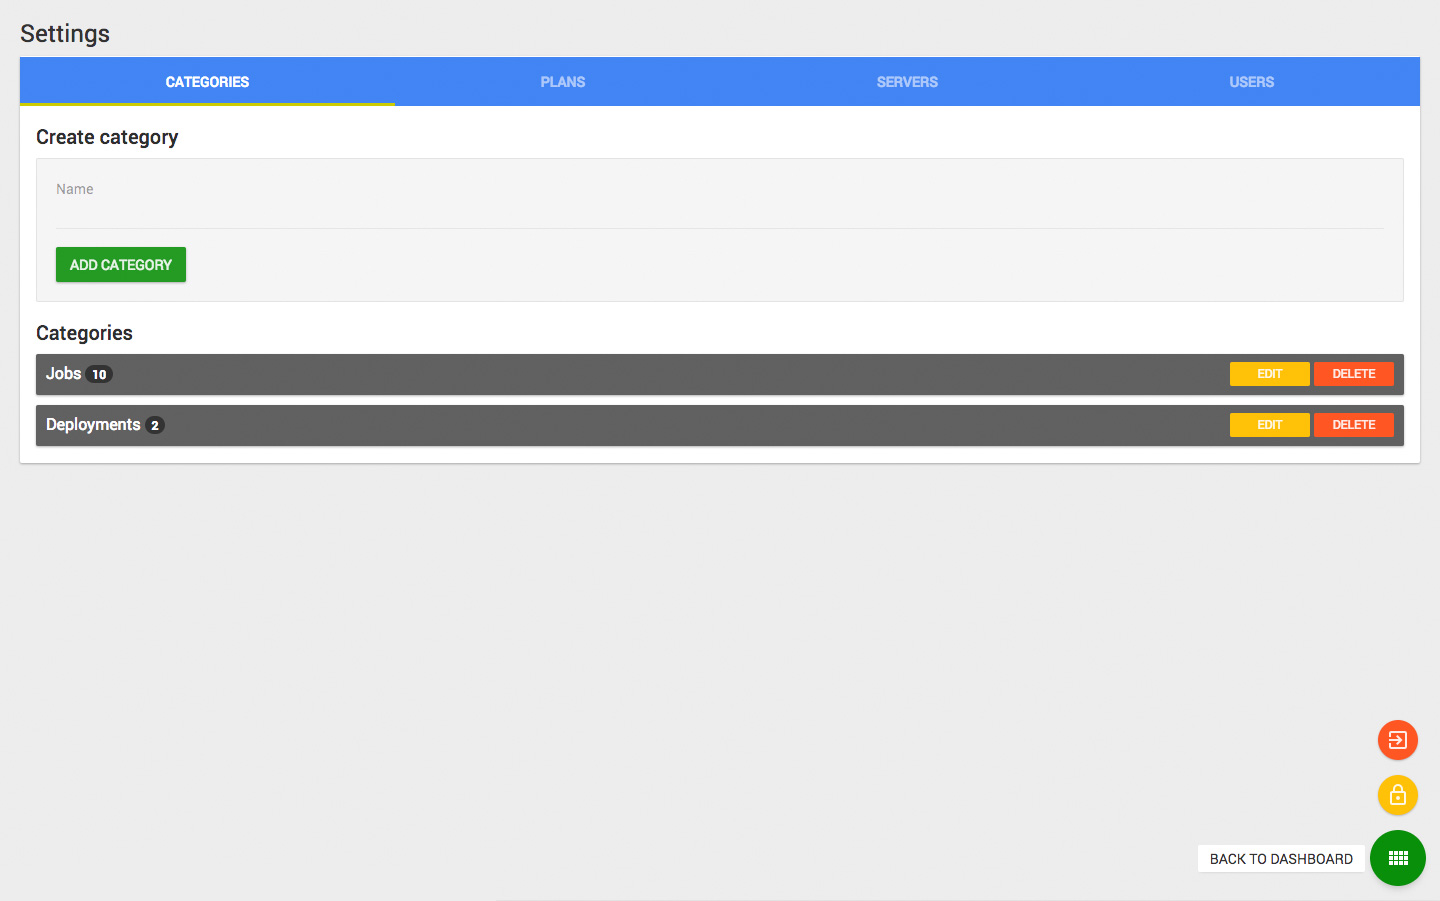 Settings
CATEGORIES PLANS SERVERS USERS
Create category
Name
ADD CATEGORY
Categories
Jobs 10 EDIT DELETE
Deployments 2 EDIT DELETE
BACK TO DASHBOARD